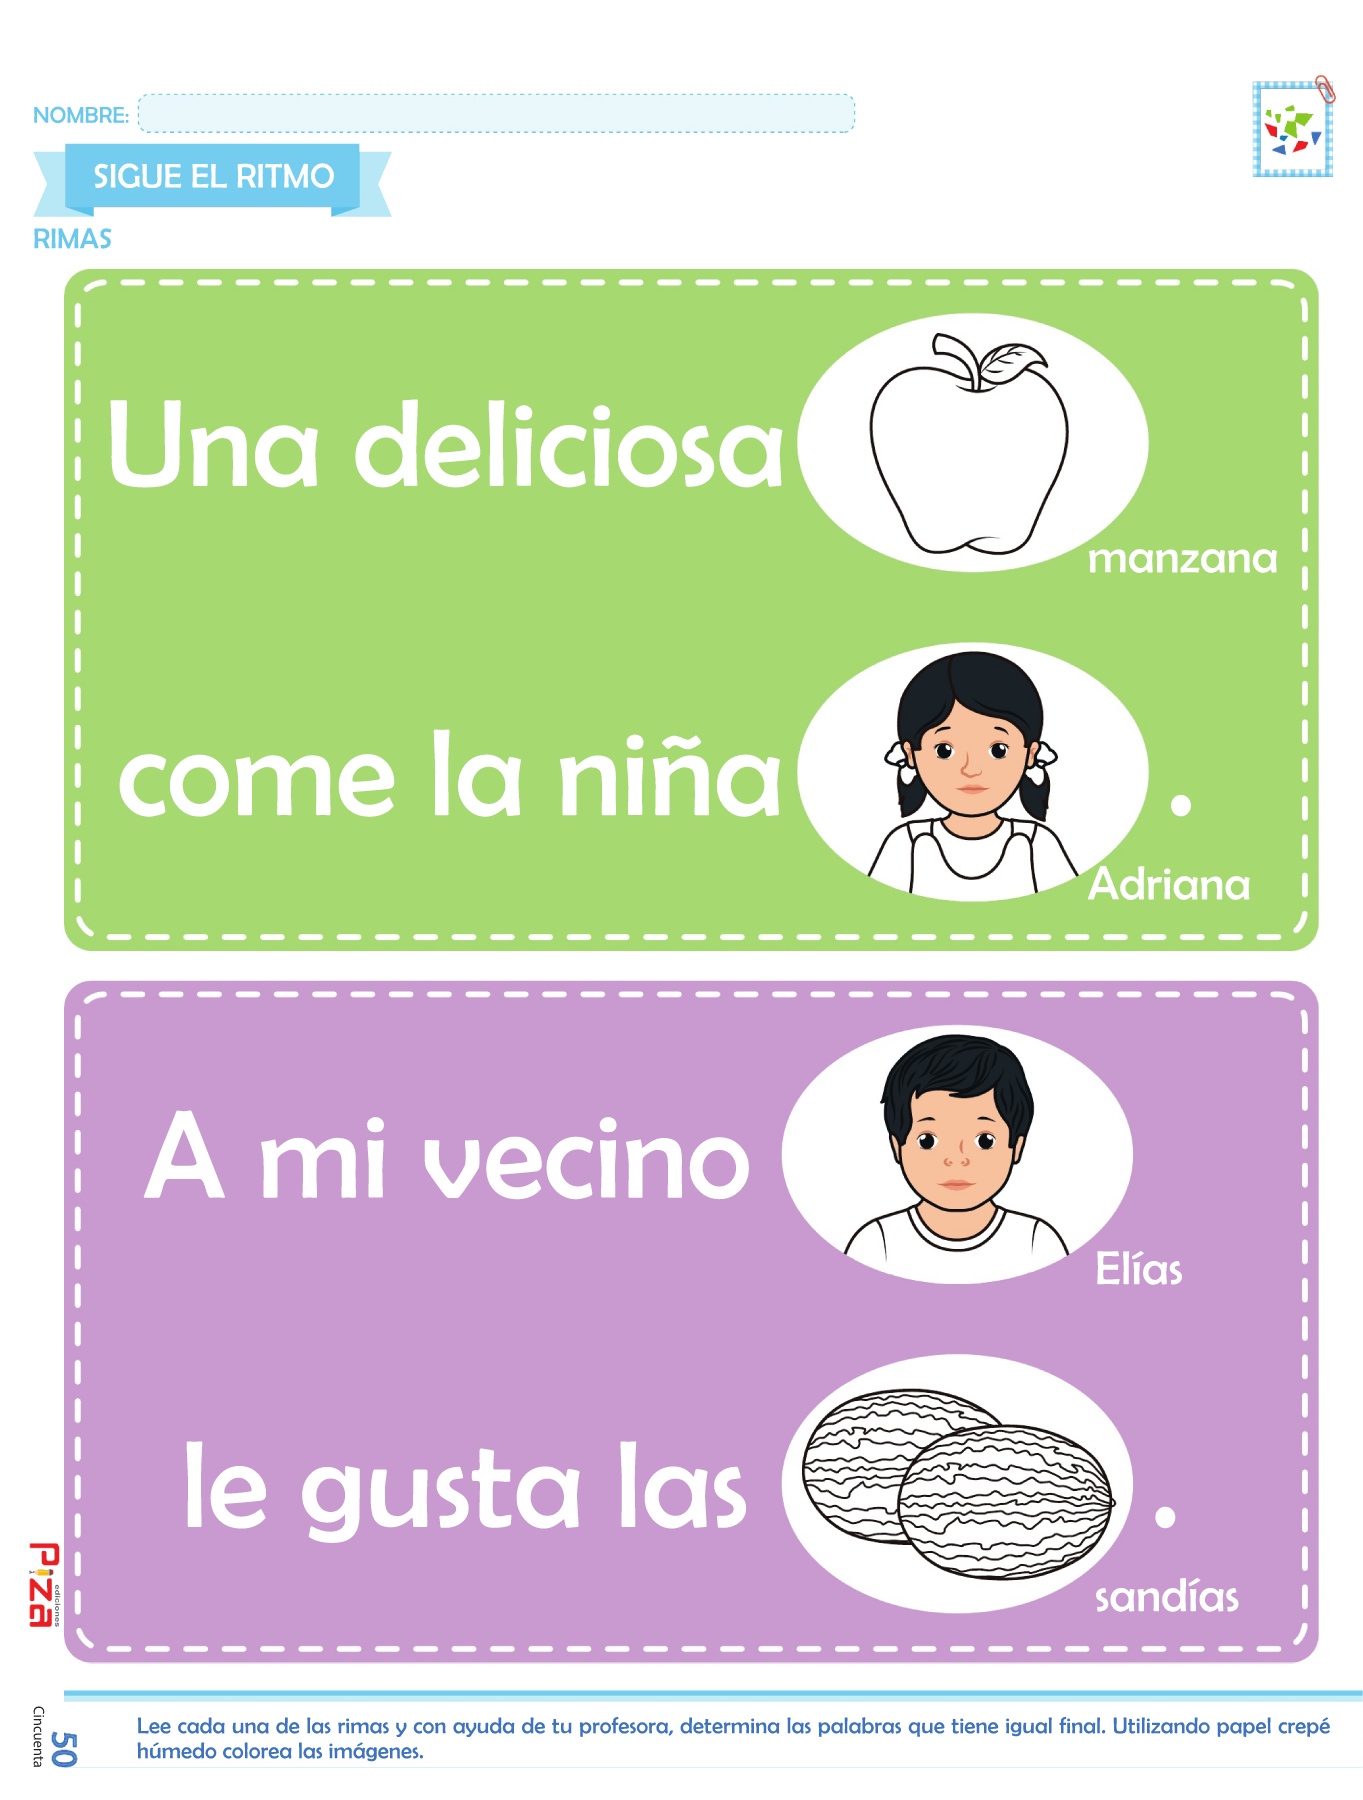 NOMBRE:
SIGUE EL RITMO
RIMAS
Una deliciosa
manzana
come la niña .
Adriana
A mi vecino
Elías
le gusta las .
sandías
Piza
ediciones
Cincuenta
50
Lee cada una de las rimas y con ayuda de tu profesora, determina las palabras que tiene igual final. Utilizando papel crepé
húmedo colorea las imágenes.